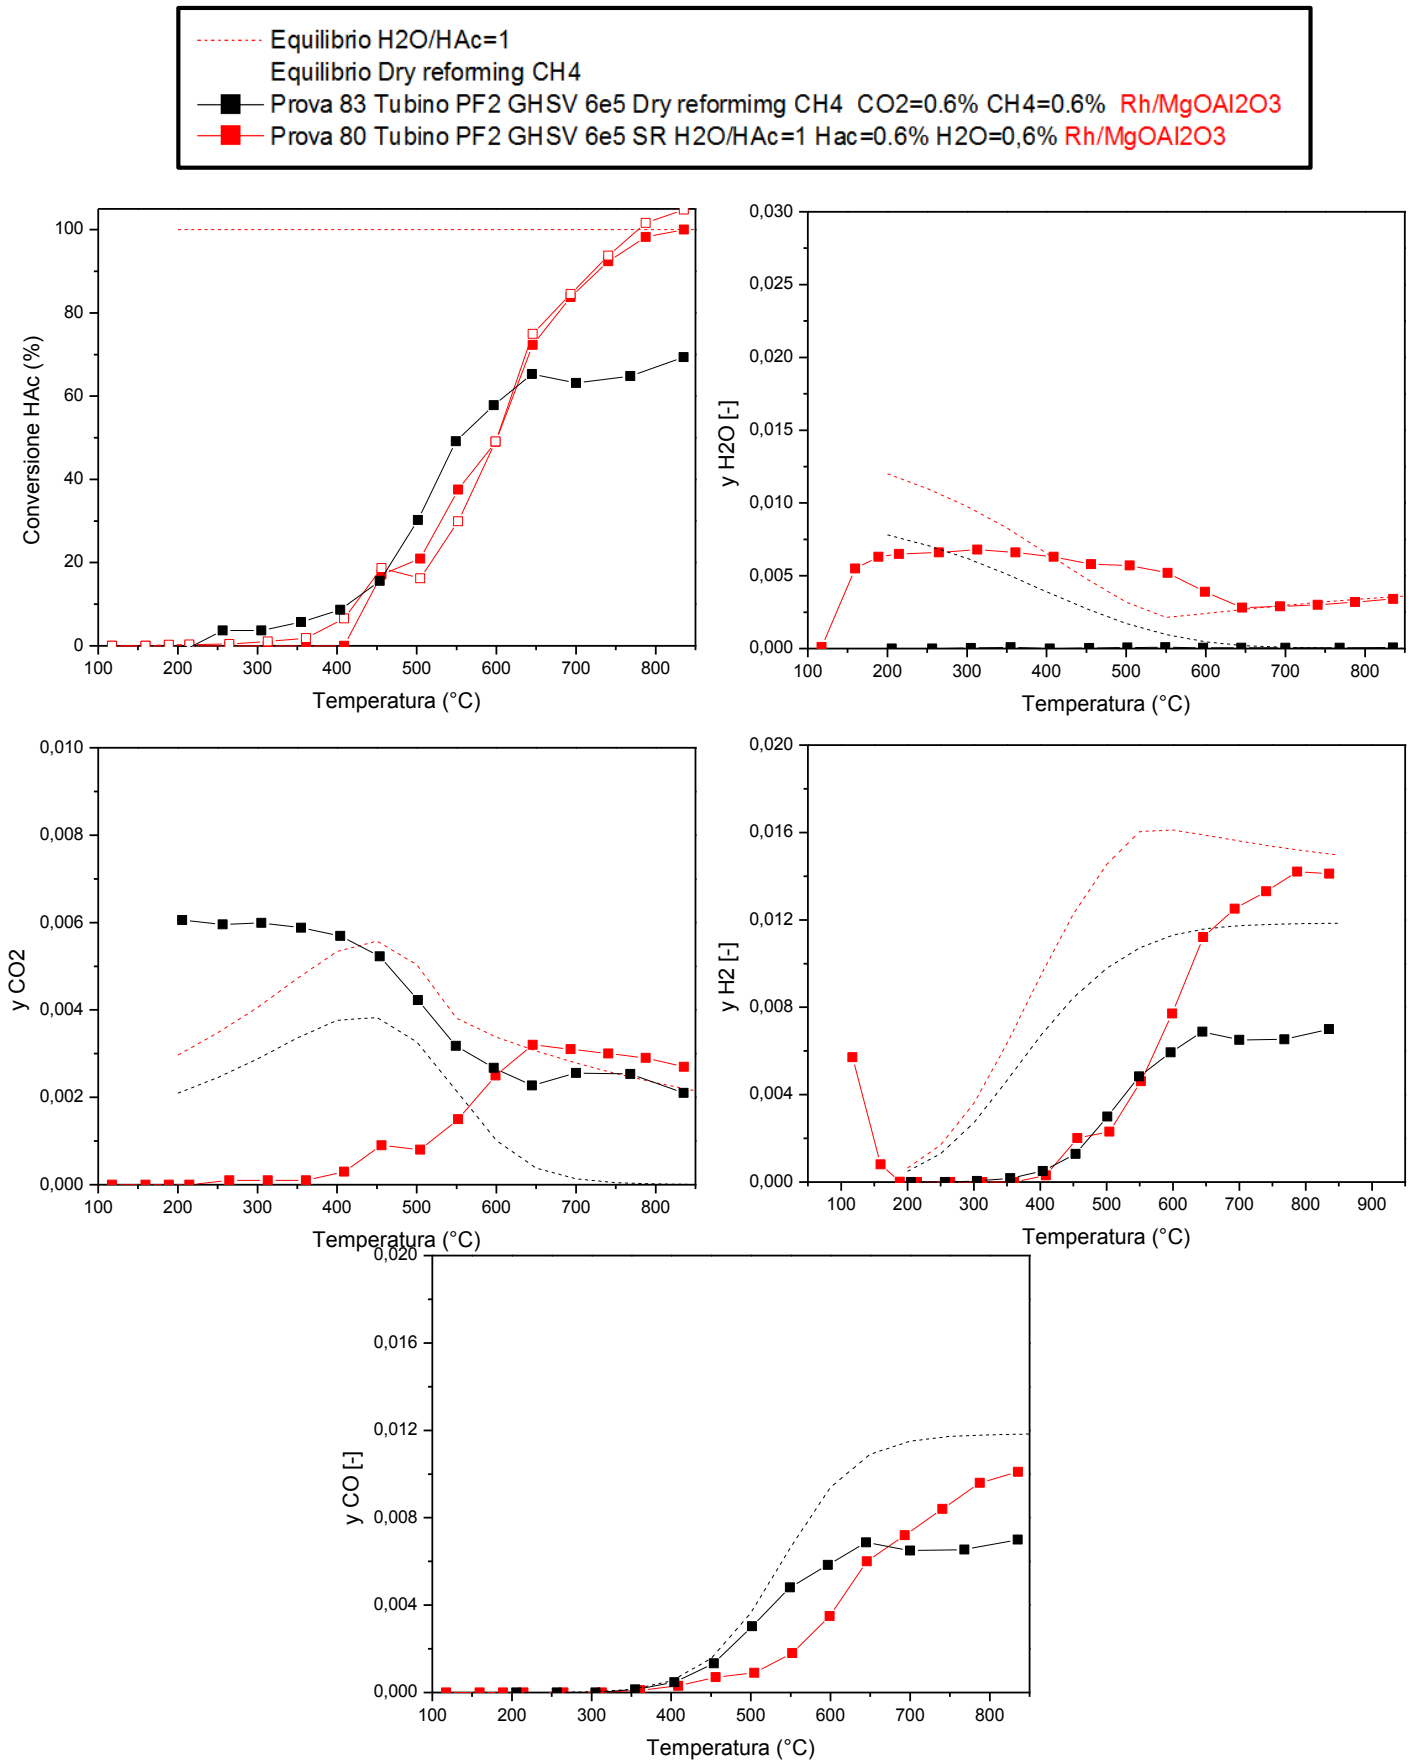 Equilibrio H2O/HAc=1
Equilibrio Dry reforming CH4
Prova 83 Tubino PF2 GHSV 6e5 Dry reformimg CH4 CO2=0.6% CH4=0.6% Rh/MgOAl2O3
Prova 80 Tubino PF2 GHSV 6e5 SR H2O/HAc=1 Hac=0.6% H2O=0,6% Rh/MgOAl2O3
100
80
60
40
20
0
Conversione HAc (%)
100 200 300 400 500 600 700 800
Temperatura (°C)
0,030
0,025
0,020
0,015
0,010
0,005
0,000
y H2O [-]
100 200 300 400 500 600 700 800
Temperatura (°C)
0,010
0,008
0,006
0,004
0,002
0,000
y CO2
100 200 300 400 500 600 700 800
Temperatura (°C)
0,020
0,016
0,012
0,008
0,004
0,000
y H2 [-]
100 200 300 400 500 600 700 800 900
Temperatura (°C)
0,020
0,016
0,012
0,008
0,004
0,000
y CO [-]
100 200 300 400 500 600 700 800
Temperatura (°C)